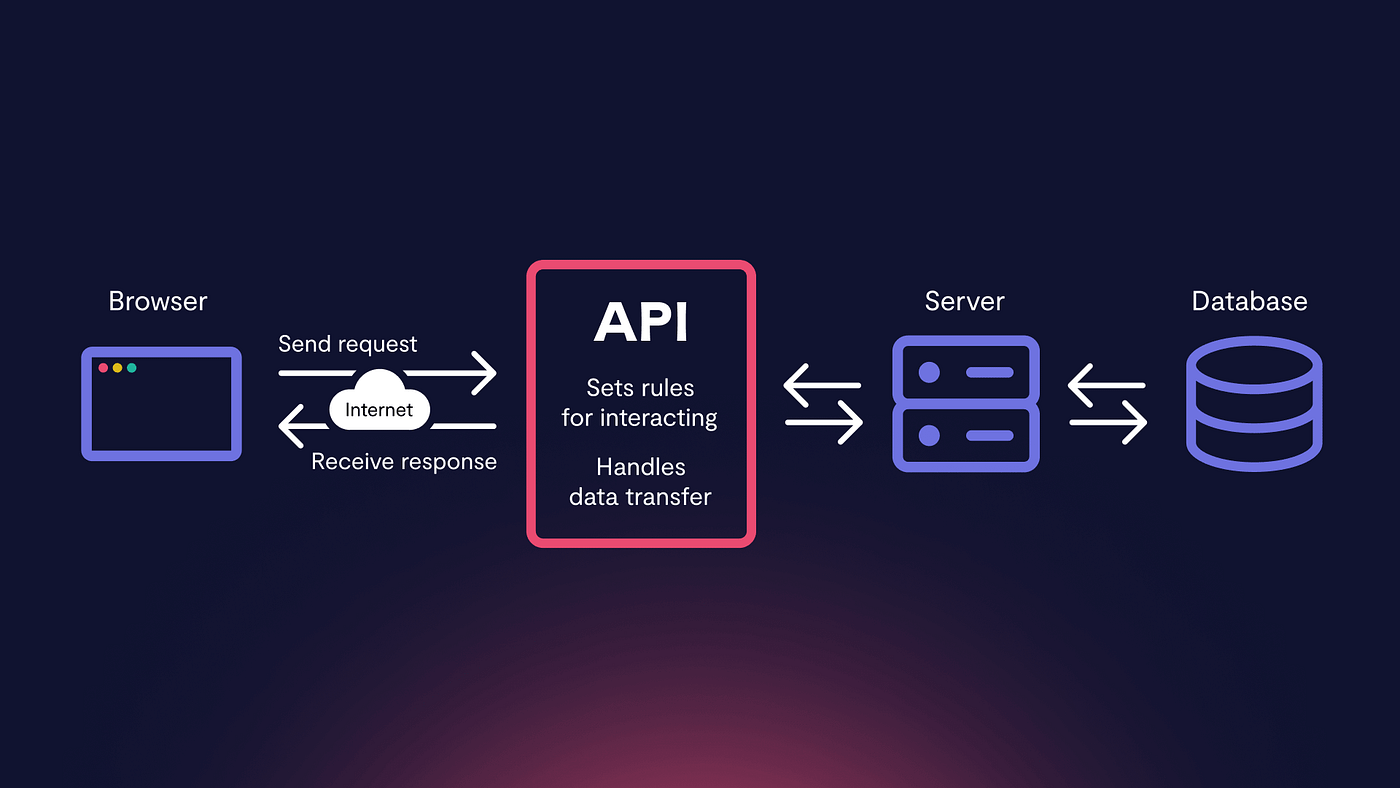 Browser
Send request
Internet
Receive response
API
Sets rules
for interacting
Handles
data transfer
Server
Database